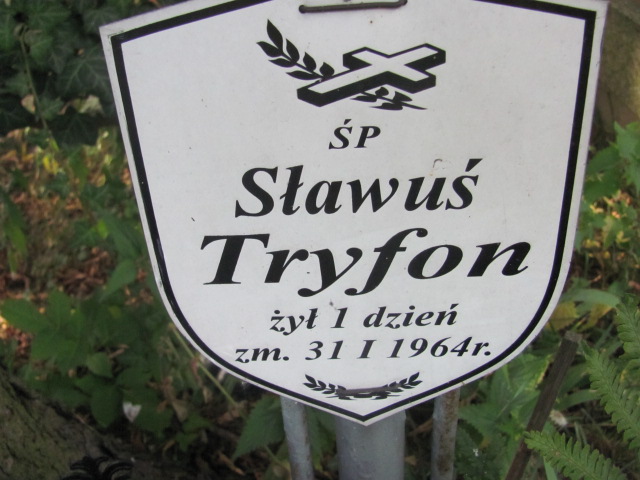 ŚP
Sławuś
Tryfon
żył 1 dzień
zm. 31 I 1964r.